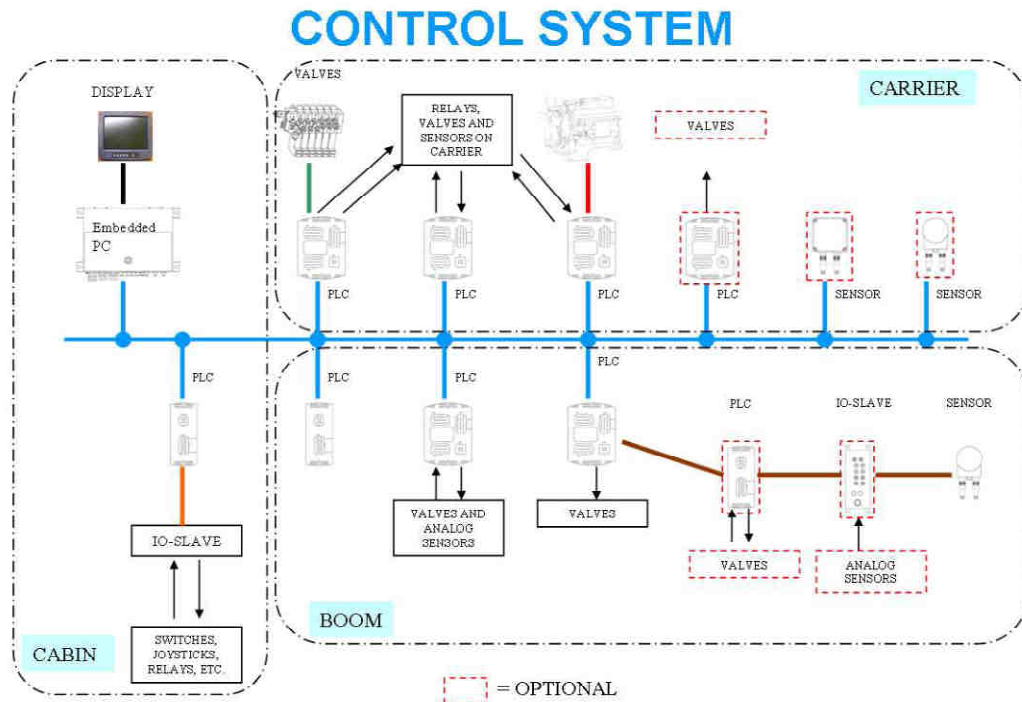 CONTROL SYSTEM
DISPLAY
Embedded
PC
PLC
IO-SLAVE
SWITCHES,
JOYSTICKS,
RELAYS, ETC.
CABIN
VALVES
RELAYS,
VALVES AND
SENSORS ON
CARRIER
VALVES
CARRIER
PLC
PLC
PLC
PLC
SENSOR
SENSOR
PLC
PLC
PLC
PLC
IO-SLAVE
SENSOR
VALVES AND
ANALOG
SENSORS
VALVES
VALVES
ANALOG
SENSORS
BOOM
= OPTIONAL